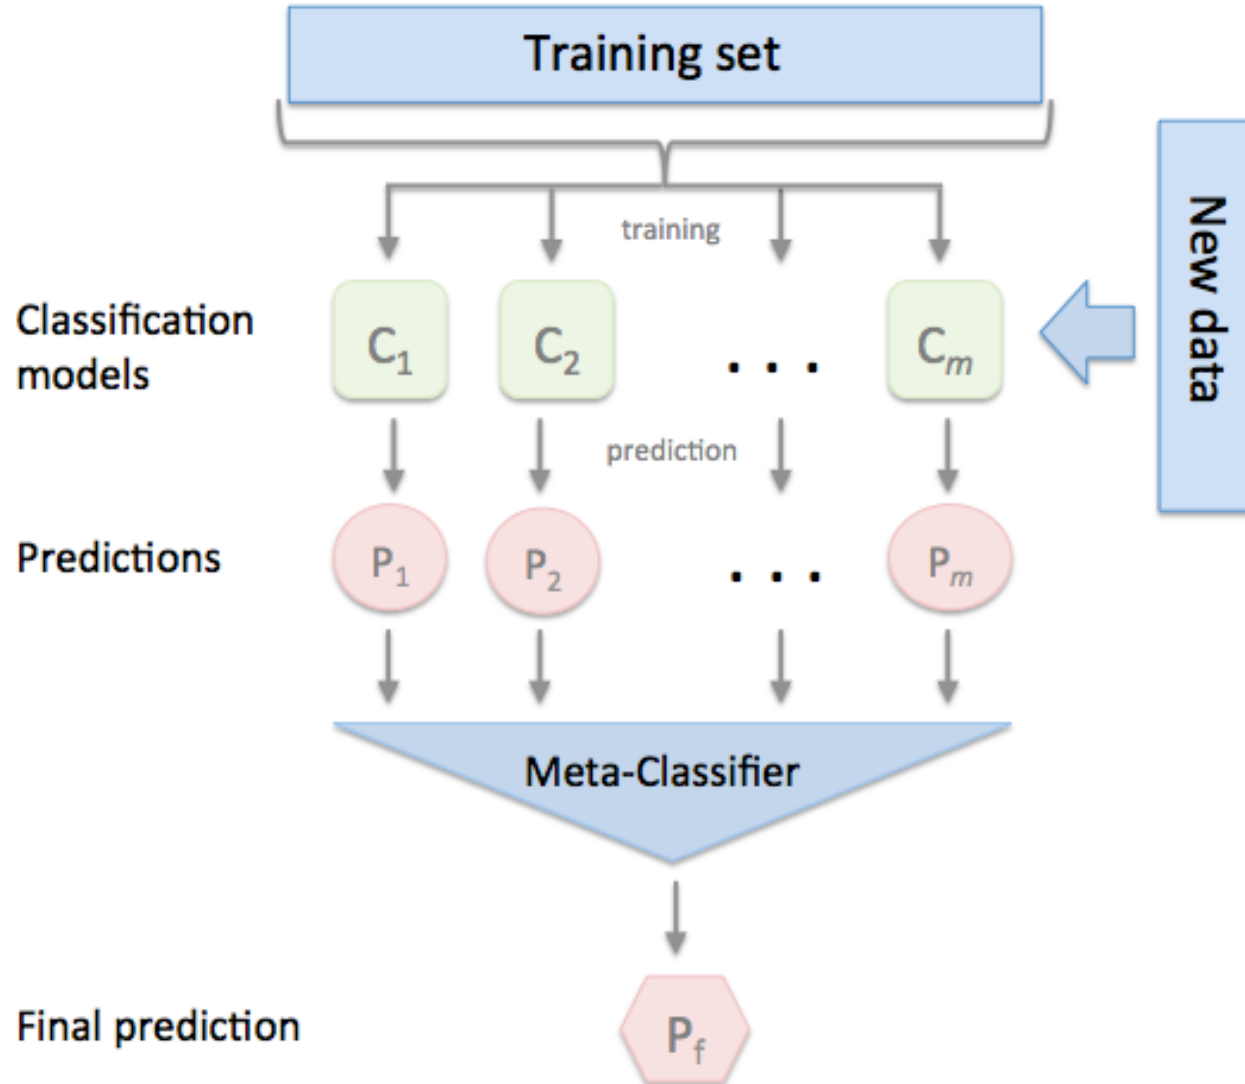 Training set
training
New data
Classification
models
C1
C2
. . .
Cm
prediction
Predictions
P1
P2
. . .
Pm
Meta-Classifier
Final prediction
Pf